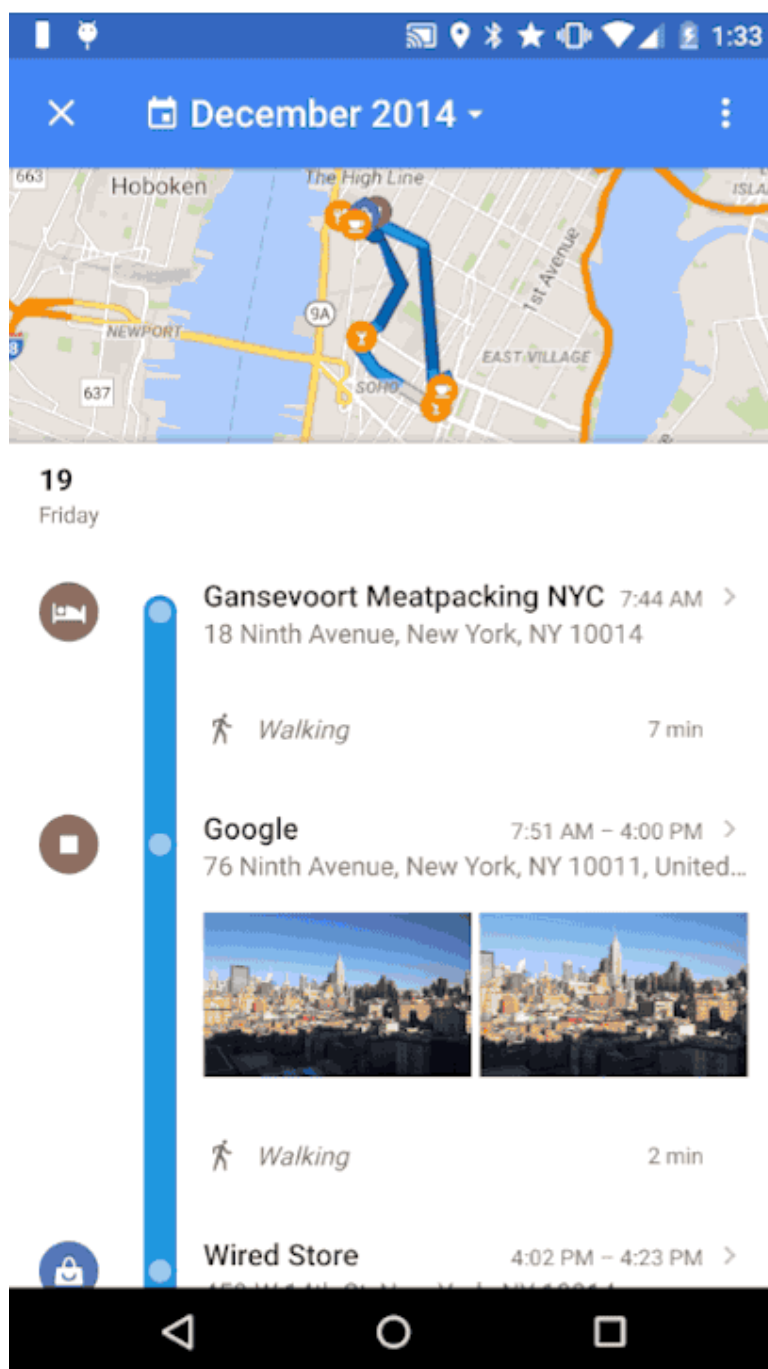 1:33
December 2014
663
Hoboken
The High Line
ISLA
1st Avenue
9A
NEWPORT
8
EAST VILLAGE
637
SOHO
19
Friday
Gansevoort Meatpacking NYC 7:44 AM
18 Ninth Avenue, New York, NY 10014
Walking 7 min
Google 7:51 AM – 4:00 PM
76 Ninth Avenue, New York, NY 10011, United...
Walking 2 min
Wired Store 4:02 PM – 4:23 PM